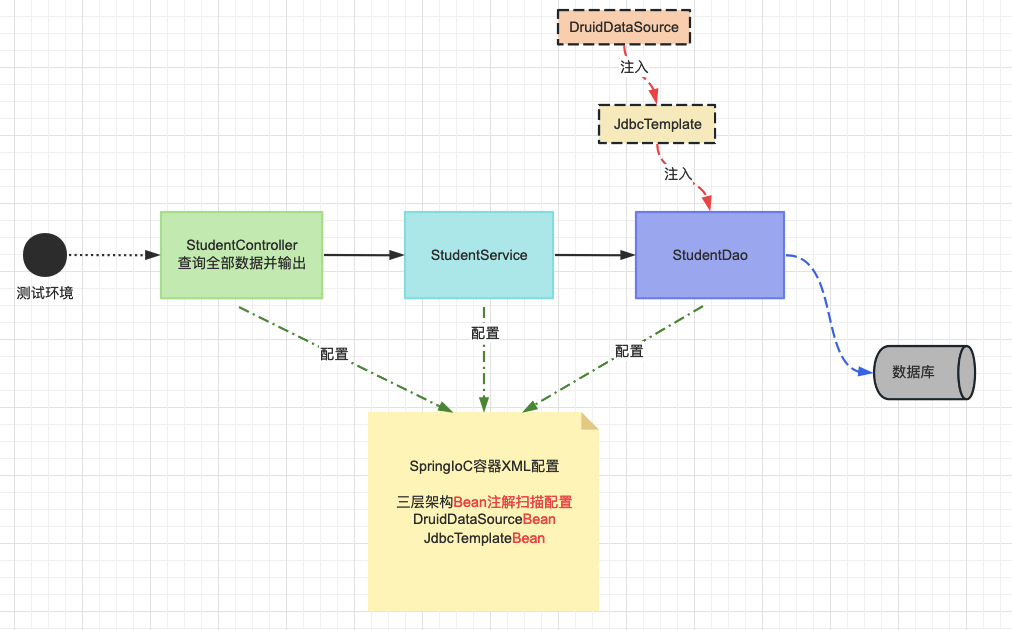 DruidDataSource
注入
JdbcTemplate
注入
StudentController
查询全部数据并输出
StudentService
StudentDao
测试环境
配置
配置
配置
数据库
SpringIoC容器XML配置
三层架构Bean注解扫描配置
DruidDataSourceBean
JdbcTemplateBean